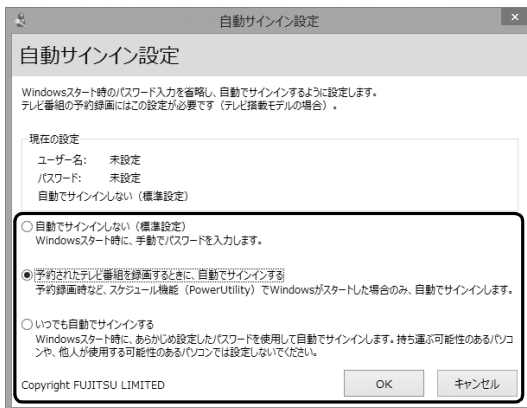 自動サインイン設定
×
自動サインイン設定
Windowsスタート時のパスワード入力を省略し、自動でサインインするように設定します。
テレビ番組の予約録画にはこの設定が必要です（テレビ搭載モデルの場合）。
現在の設定
ユーザー名: 未設定
パスワード: 未設定
自動でサインインしない（標準設定）
自動でサインインしない（標準設定）
Windowsスタート時に、手動でパスワードを入力します。
予約されたテレビ番組を録画するときに、自動でサインインする
予約録画時など、スケジュール機能（PowerUtility）でWindowsがスタートした場合のみ、自動でサインインします。
いつでも自動でサインインする
Windowsスタート時に、あらかじめ設定したパスワードを使用して自動でサインインします。持ち運ぶ可能性のあるパソコ
ンや、他人が使用する可能性のあるパソコンでは設定しないでください。
Copyright FUJITSU LIMITED
OK
キャンセル